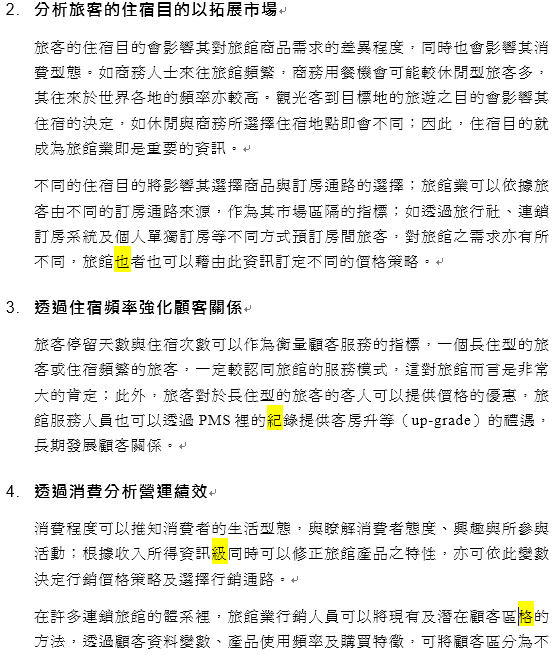 2. 分析旅客的住宿目的以拓展市場
旅客的住宿目的會影響其對旅館商品需求的差異程度，同時也會影響其消
費型態。如商務人士來往旅館頻繁，商務用餐機會可能較休閒型旅客多，
其往來於世界各地的頻率亦較高。觀光客到目標地的旅遊之目的會影響其
住宿的決定，如休閒與商務所選擇住宿地點即會不同；因此，住宿目的就
成為旅館業即是重要的資訊。
不同的住宿目的將影響其選擇商品與訂房通路的選擇；旅館業可以依據旅
客由不同的訂房通路來源，作為其市場區隔的指標；如透過旅行社、連鎖
訂房系統及個人單獨訂房等不同方式預訂房間旅客，對旅館之需求亦有所
不同，旅館也者也可以藉由此資訊訂定不同的價格策略。
3. 透過住宿頻率強化顧客關係
旅客停留天數與住宿次數可以作為衡量顧客服務的指標，一個長住型的旅
客或住宿頻繁的旅客，一定較認同旅館的服務模式，這對旅館而言是非常
大的肯定；此外，旅客對於長住型的旅客的客人可以提供價格的優惠，旅
館服務人員也可以透過 PMS 裡的紀錄提供客房升等（up-grade）的禮遇，
長期發展顧客關係。
4. 透過消費分析營運績效
消費程度可以推知消費者的生活型態，與瞭解消費者態度、興趣與所參與
活動；根據收入所得資訊級同時可以修正旅館產品之特性，亦可依此變數
決定行銷價格策略及選擇行銷通路。
在許多連鎖旅館的體系裡，旅館業行銷人員可以將現有及潛在顧客區格的
方法，透過顧客資料變數、產品使用頻率及購買特徵，可將顧客區分為不